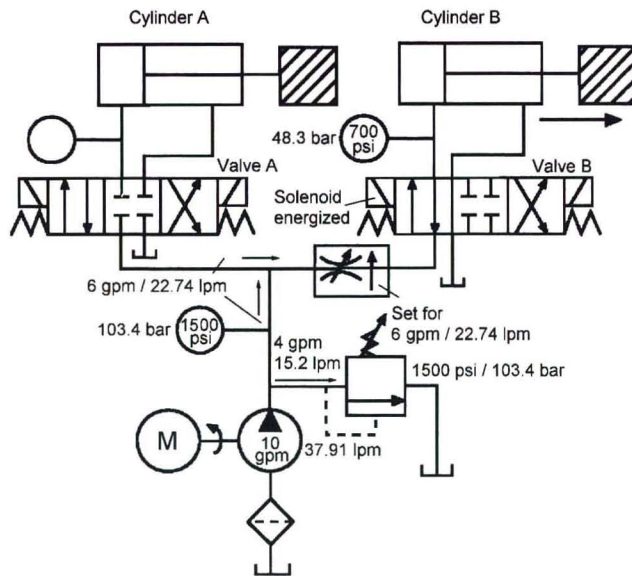 Cylinder A
Cylinder B
48.3 bar
700
psi
Valve A
Valve B
Solenoid
energized
6 gpm / 22.74 lpm
Set for
6 gpm / 22.74 lpm
103.4 bar
1500
psi
4 gpm
15.2 lpm
1500 psi / 103.4 bar
M
10
gpm
37.91 lpm